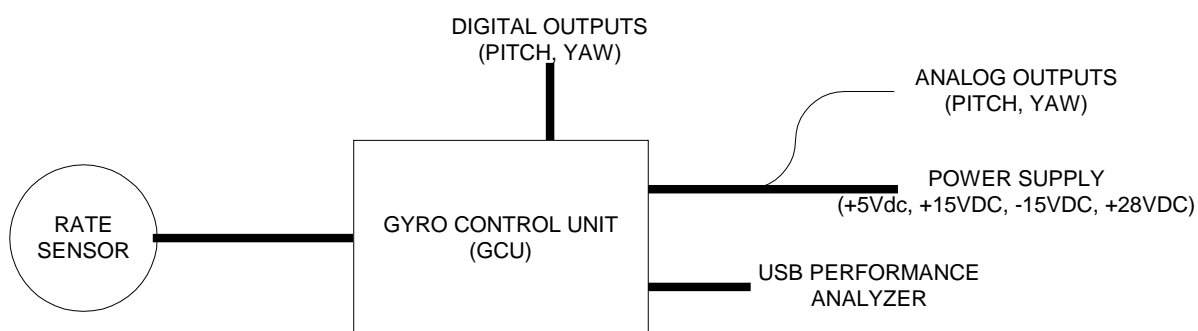 DIGITAL OUTPUTS
(PITCH, YAW)
ANALOG OUTPUTS
(PITCH, YAW)
RATE
SENSOR
GYRO CONTROL UNIT
(GCU)
POWER SUPPLY
(+5Vdc, +15VDC, -15VDC, +28VDC)
USB PERFORMANCE
ANALYZER